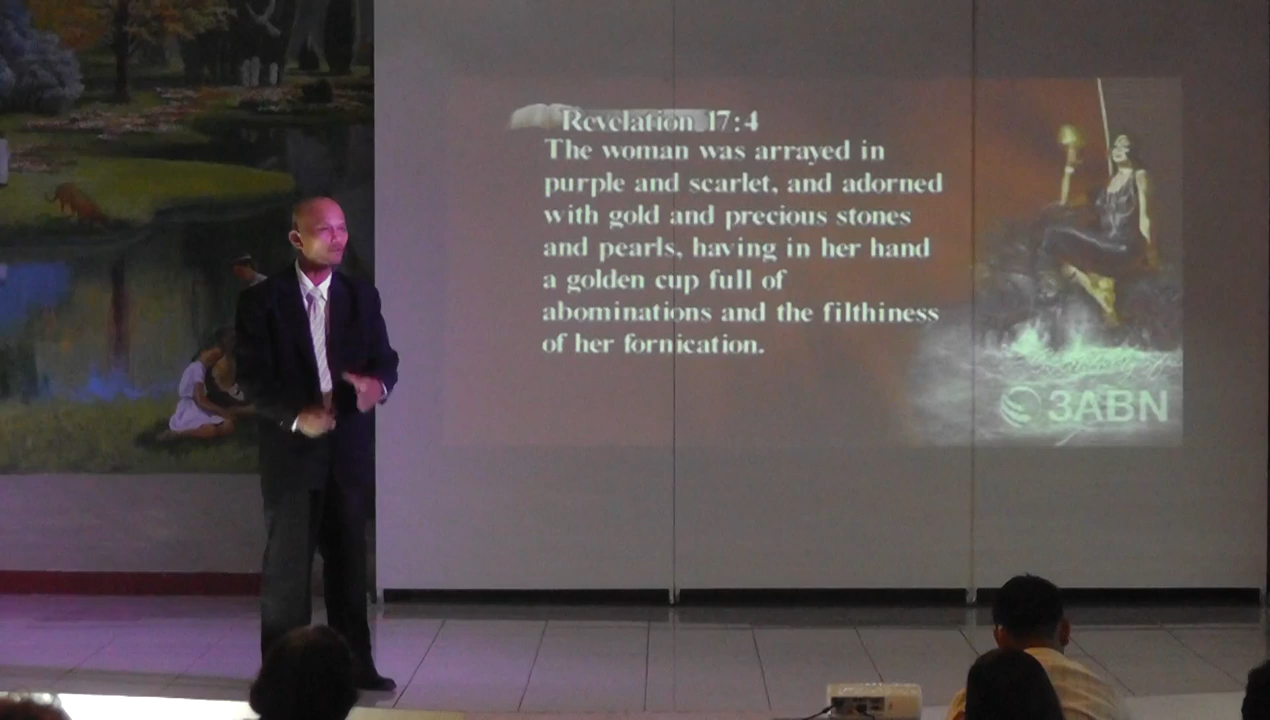 Revelation 17:4
The woman was arrayed in
purple and scarlet, and adorned
with gold and precious stones
and pearls, having in her hand
a golden cup full of
abominations and the filthiness
of her fornication.
3ABN